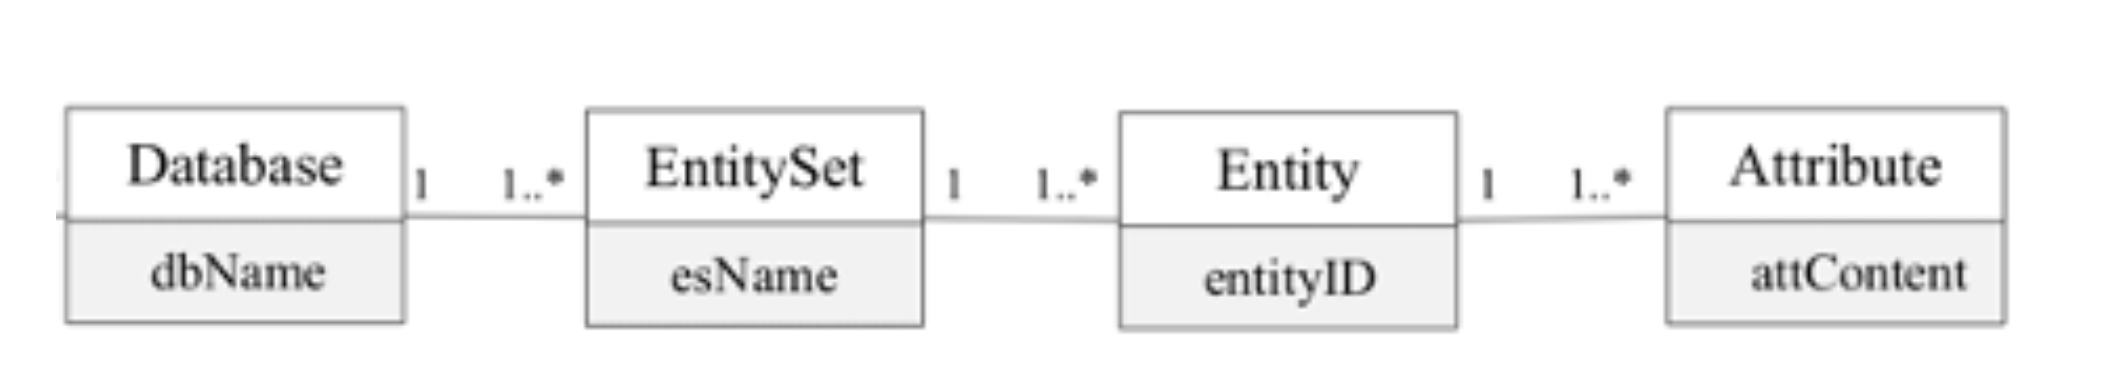 Database
dbName
1
1..*
EntitySet
esName
1
1..*
Entity
entityID
1
1..*
Attribute
attContent